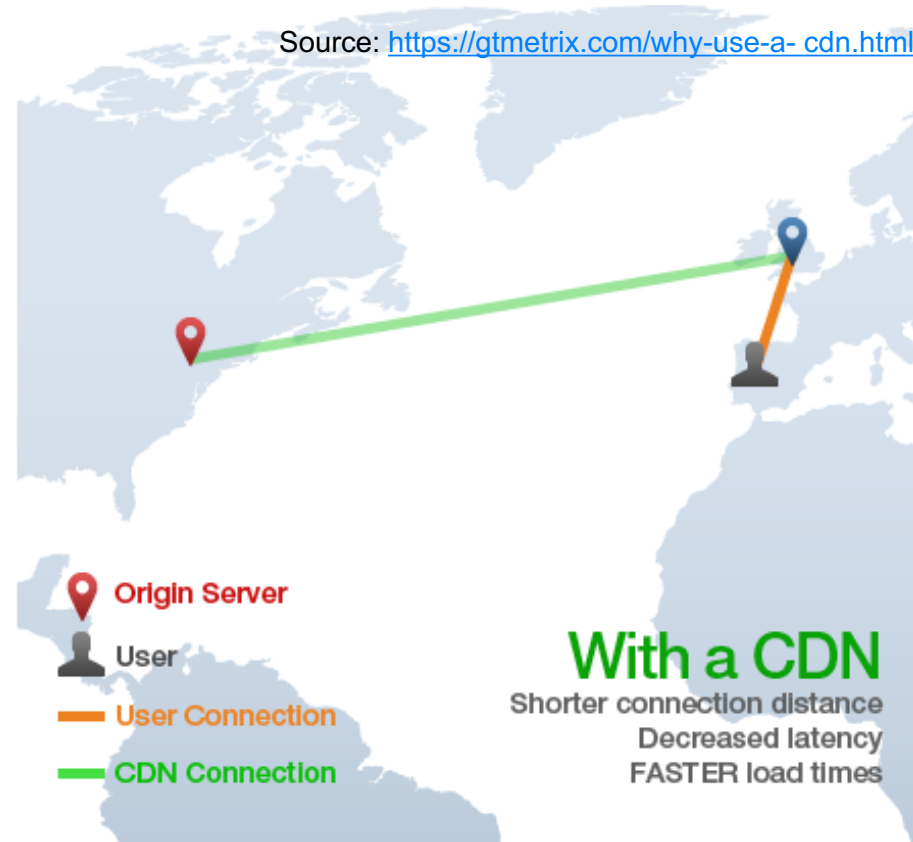 Source: https://gtmetrix.com/why-use-a- cdn.html
Origin Server
User
User Connection
CDN Connection
With a CDN
Shorter connection distance
Decreased latency
FASTER load times